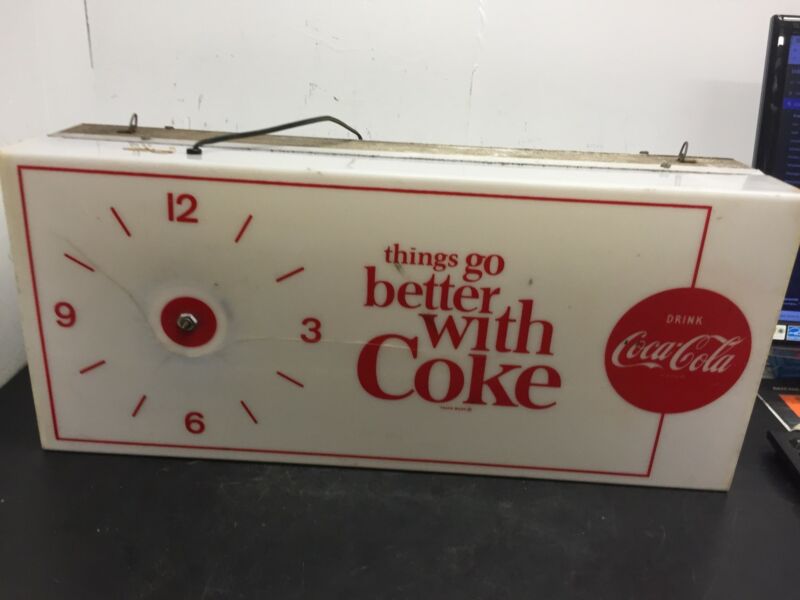 12
9
3
6
things go
better
with
Coke
DRINK
Coca-Cola